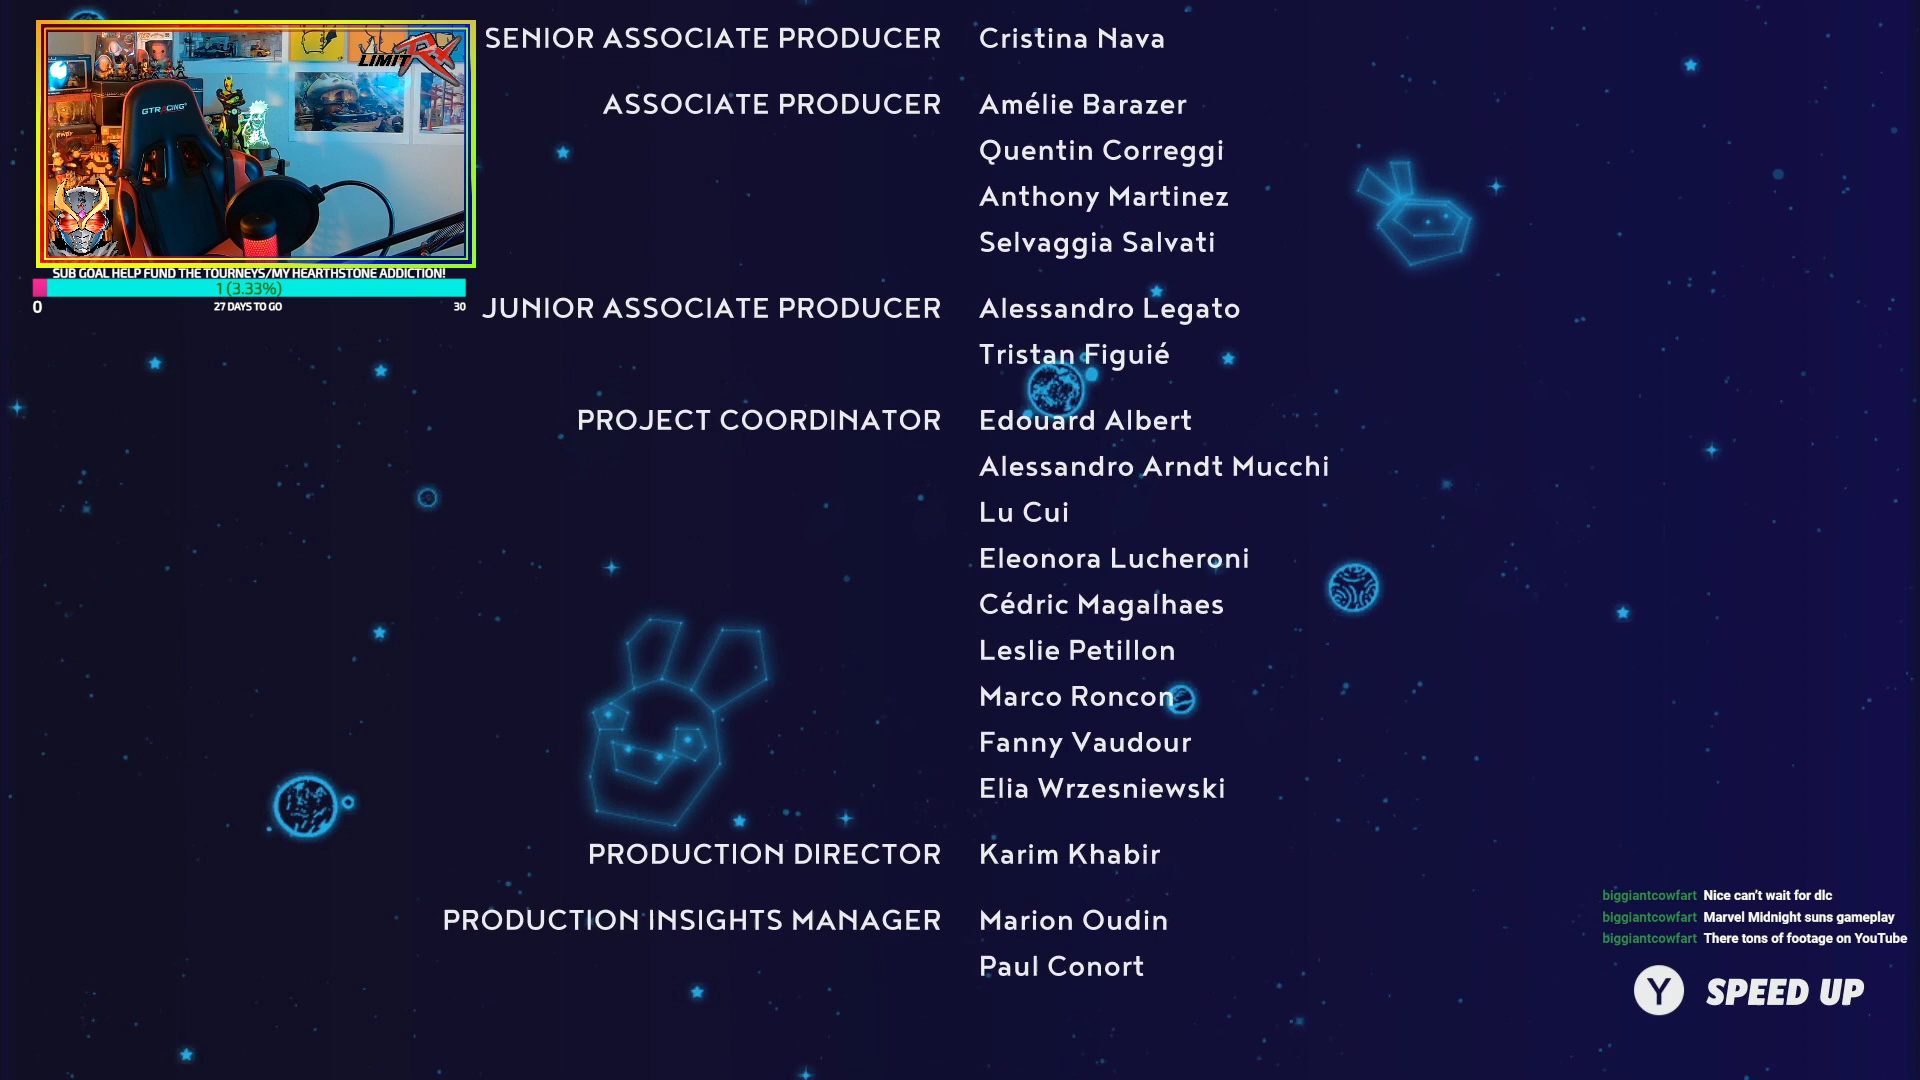 LIMIT
GTRACING
SUB GOAL HELP FUND THE TOURNEYS/MY HEARTHSTONE ADDICTION!
1 (3.33%)
0
27 DAYS TO GO
30
SENIOR ASSOCIATE PRODUCER Cristina Nava
ASSOCIATE PRODUCER Amélie Barazer
Quentin Correggi
Anthony Martinez
Selvaggia Salvati
JUNIOR ASSOCIATE PRODUCER Alessandro Legato
Tristan Figuié
PROJECT COORDINATOR Edouard Albert
Alessandro Arndt Mucchi
Lu Cui
Eleonora Lucheroni
Cédric Magalhaes
Leslie Petillon
Marco Roncon
Fanny Vaudour
Elia Wrzesniewski
PRODUCTION DIRECTOR Karim Khabir
PRODUCTION INSIGHTS MANAGER Marion Oudin
Paul Conort
biggiantcowfart Nice can't wait for dlc
biggiantcowfart Marvel Midnight suns gameplay
biggiantcowfart There tons of footage on YouTube
Y SPEED UP